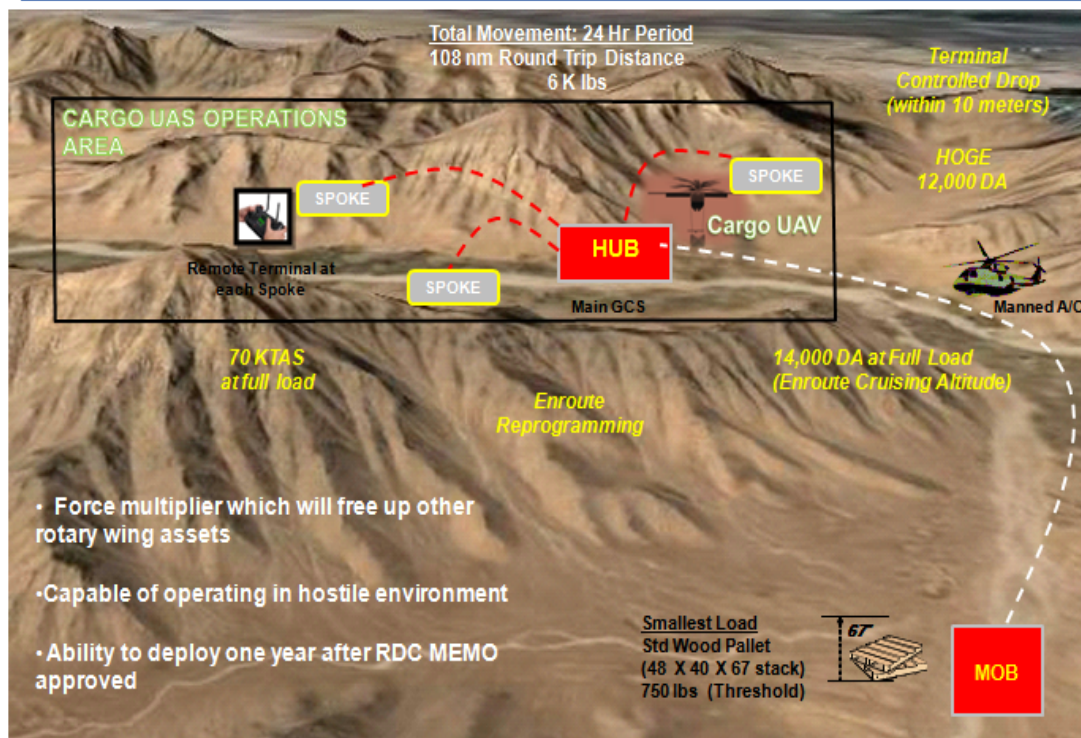 Total Movement: 24 Hr Period
108 nm Round Trip Distance
6 K lbs
Terminal
Controlled Drop
(within 10 meters)
HOGE
12,000 DA
CARGO UAS OPERATIONS
AREA
SPOKE
SPOKE
Cargo UAV
HUB
Remote Terminal at
each Spoke
SPOKE
Main GCS
Manned A/C
70 KTAS
at full load
14,000 DA at Full Load
(Enroute Cruising Altitude)
Enroute
Reprogramming
• Force multiplier which will free up other
rotary wing assets
•Capable of operating in hostile environment
• Ability to deploy one year after RDC MEMO
approved
Smallest Load
Std Wood Pallet
(48 X 40 X 67 stack)
750 lbs (Threshold)
67"
MOB